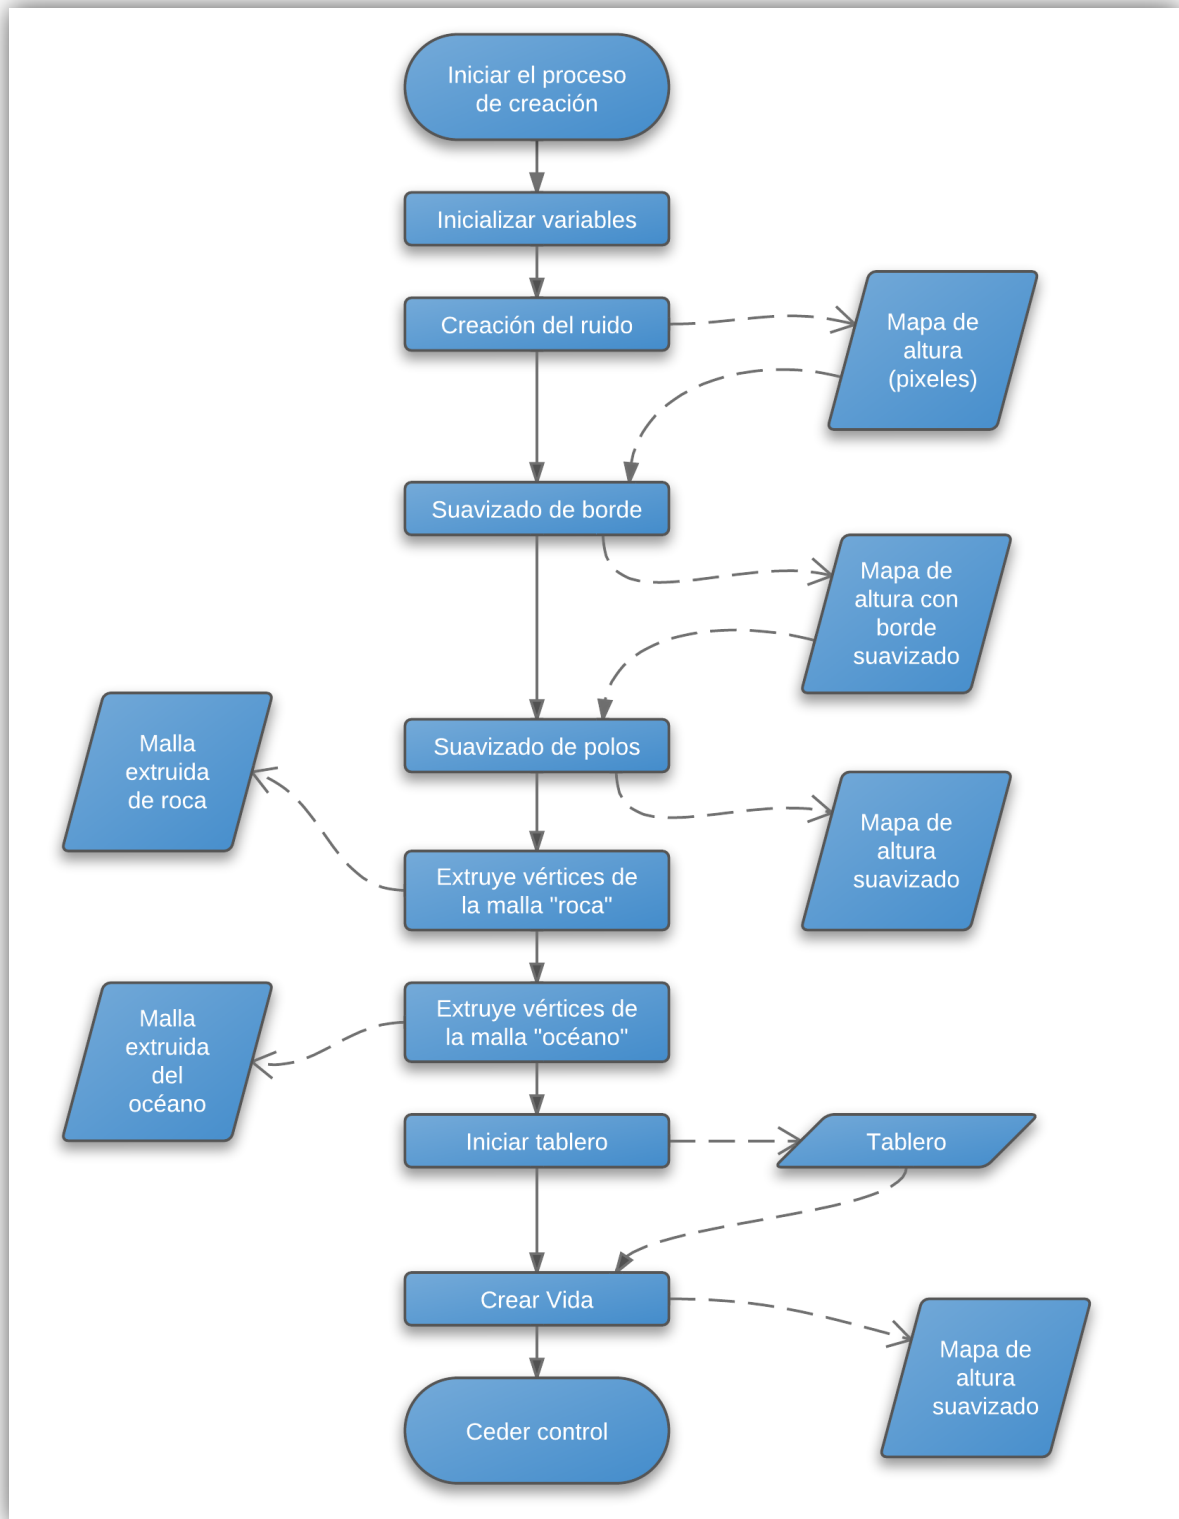 Iniciar el proceso
de creación
Inicializar variables
Creación del ruido
Mapa de
altura
(pixeles)
Suavizado de borde
Mapa de
altura con
borde
suavizado
Suavizado de polos
Malla
extruida
de roca
Mapa de
altura
suavizado
Extruye vértices de
la malla "roca"
Extruye vértices de
la malla "océano"
Malla
extruida
del
océano
Iniciar tablero
Tablero
Crear Vida
Mapa de
altura
suavizado
Ceder control